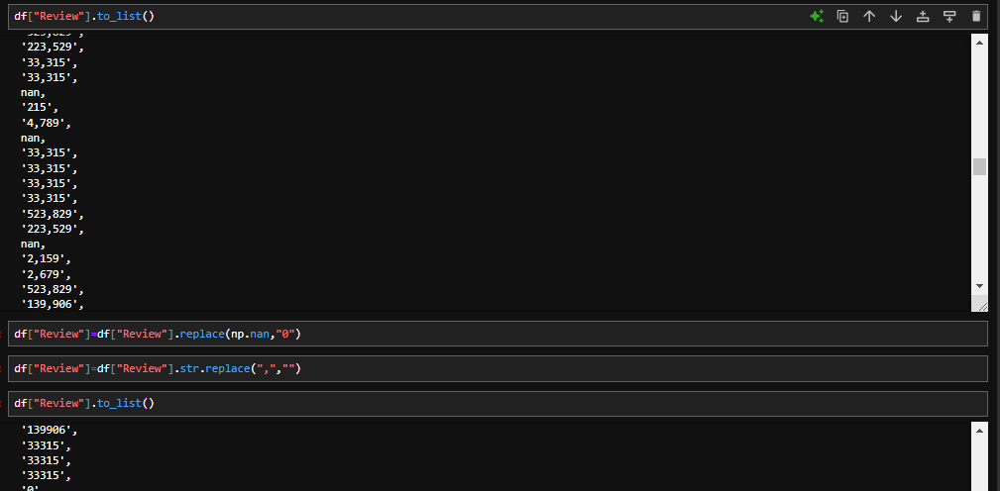 df["Review"].to_list()
'223,529',
'33,315',
'33,315',
nan,
'215',
'4,789',
nan,
'33,315',
'33,315',
'33,315',
'33,315',
'523,829',
'223,529',
nan,
'2,159',
'2,679',
'523,829',
'139,906',
df["Review"]=df["Review"].replace(np.nan,"0")
df["Review"]=df["Review"].str.replace(",","")
df["Review"].to_list()
'139906',
'33315',
'33315',
'33315',
'0'